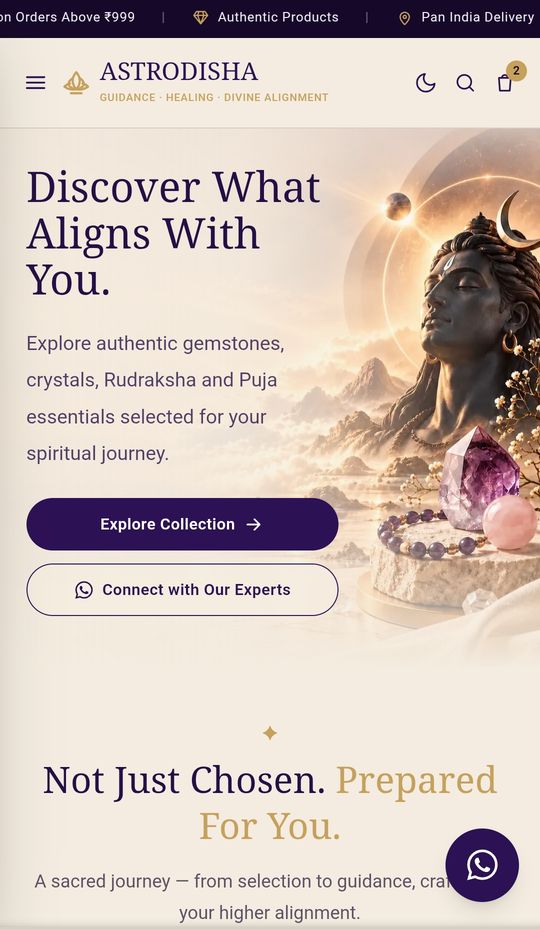 on Orders Above ₹999 | Authentic Products | Pan India Delivery
ASTRODISHA
GUIDANCE · HEALING · DIVINE ALIGNMENT
2
Discover What
Aligns With
You.
Explore authentic gemstones,
crystals, Rudraksha and Puja
essentials selected for your
spiritual journey.
Explore Collection →
Connect with Our Experts
Not Just Chosen. Prepared
For You.
A sacred journey — from selection to guidance,
your higher alignment.